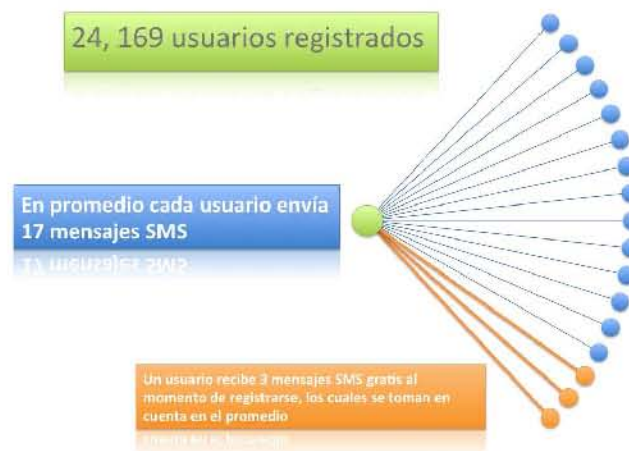 24, 169 usuarios registrados
En promedio cada usuario envía
17 mensajes SMS
Un usuario recibe 3 mensajes SMS gratis al
momento de registrarse, los cuales se toman en
cuenta en el promedio